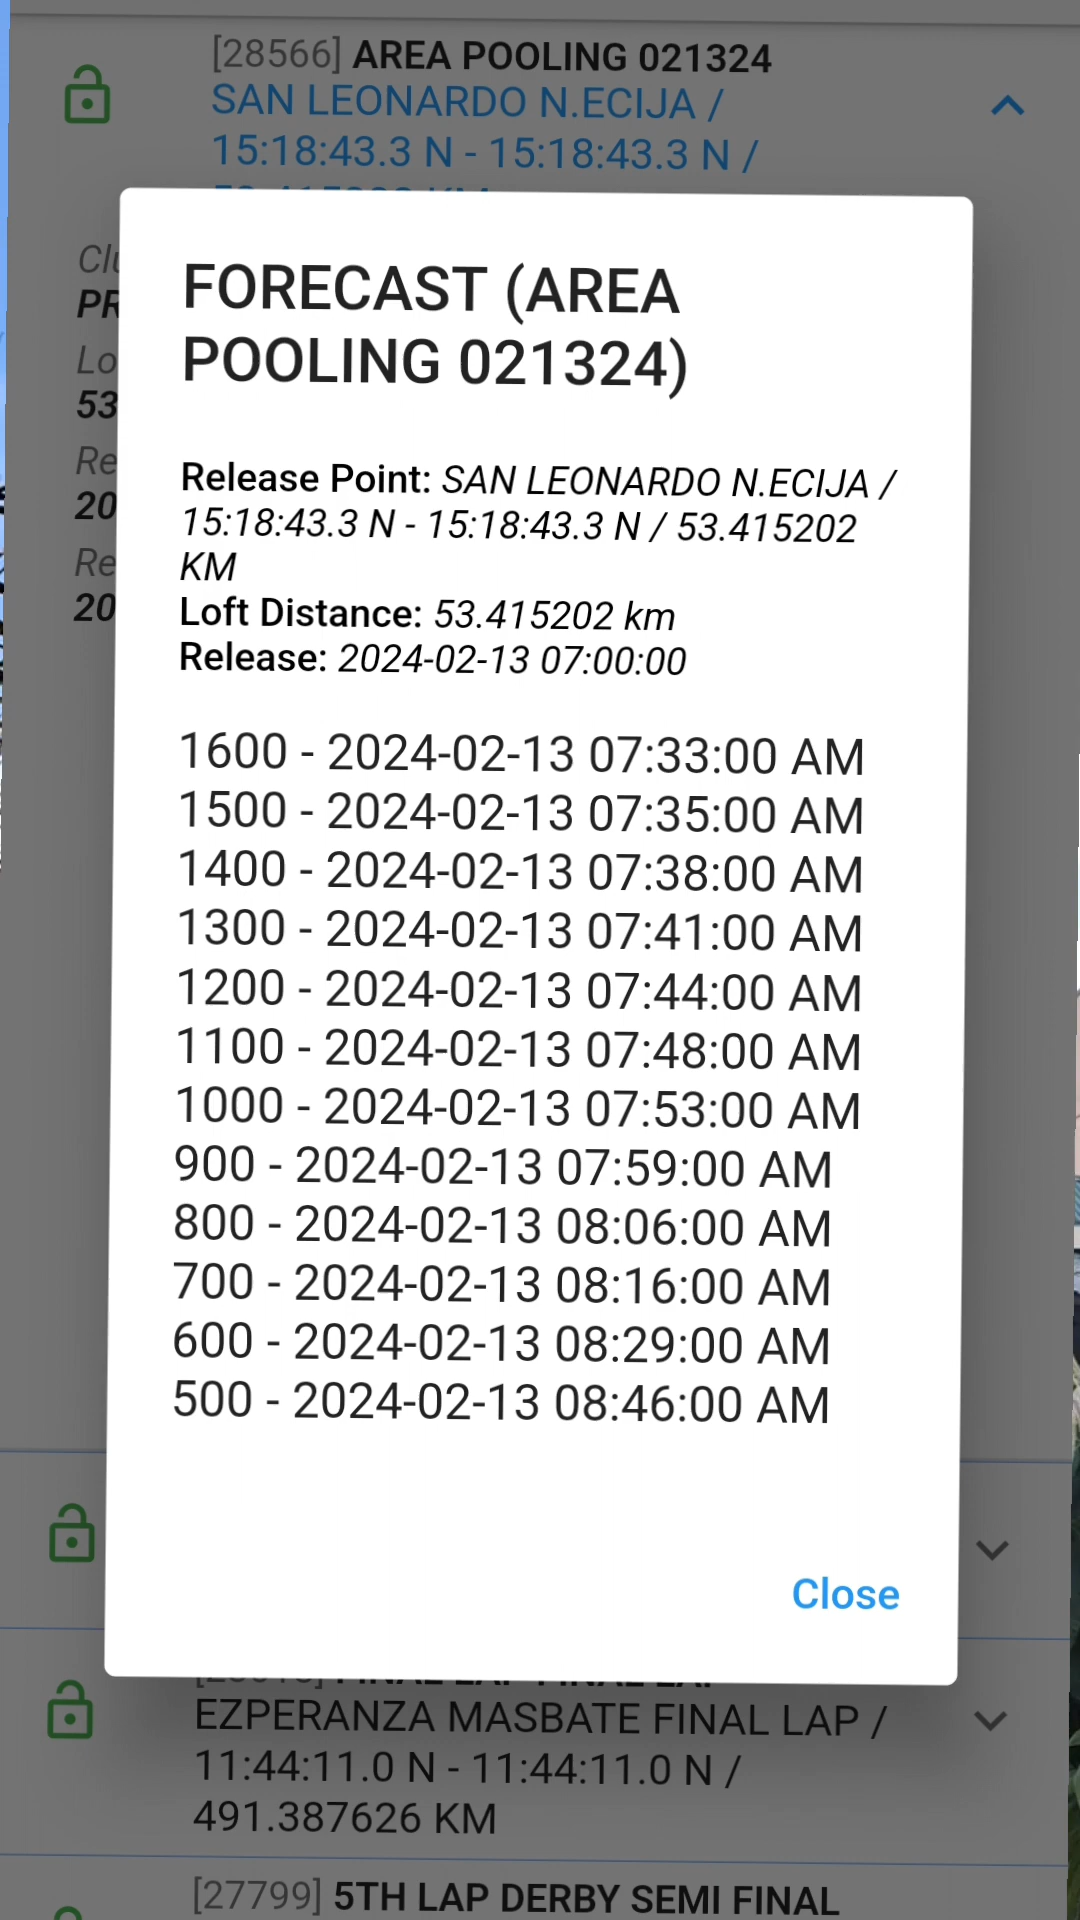 [28566] AREA POOLING 021324
SAN LEONARDO N.ECIJA /
15:18:43.3 N - 15:18:43.3 N /
FORECAST (AREA
POOLING 021324)
Release Point: SAN LEONARDO N.ECIJA /
15:18:43.3 N - 15:18:43.3 N / 53.415202
KM
Loft Distance: 53.415202 km
Release: 2024-02-13 07:00:00
1600 - 2024-02-13 07:33:00 AM
1500 - 2024-02-13 07:35:00 AM
1400 - 2024-02-13 07:38:00 AM
1300 - 2024-02-13 07:41:00 AM
1200 - 2024-02-13 07:44:00 AM
1100 - 2024-02-13 07:48:00 AM
1000 - 2024-02-13 07:53:00 AM
900 - 2024-02-13 07:59:00 AM
800 - 2024-02-13 08:06:00 AM
700 - 2024-02-13 08:16:00 AM
600 - 2024-02-13 08:29:00 AM
500 - 2024-02-13 08:46:00 AM
Close
EZPERANZA MASBATE FINAL LAP /
11:44:11.0 N - 11:44:11.0 N /
491.387626 KM
[27799] 5TH LAP DERBY SEMI FINAL